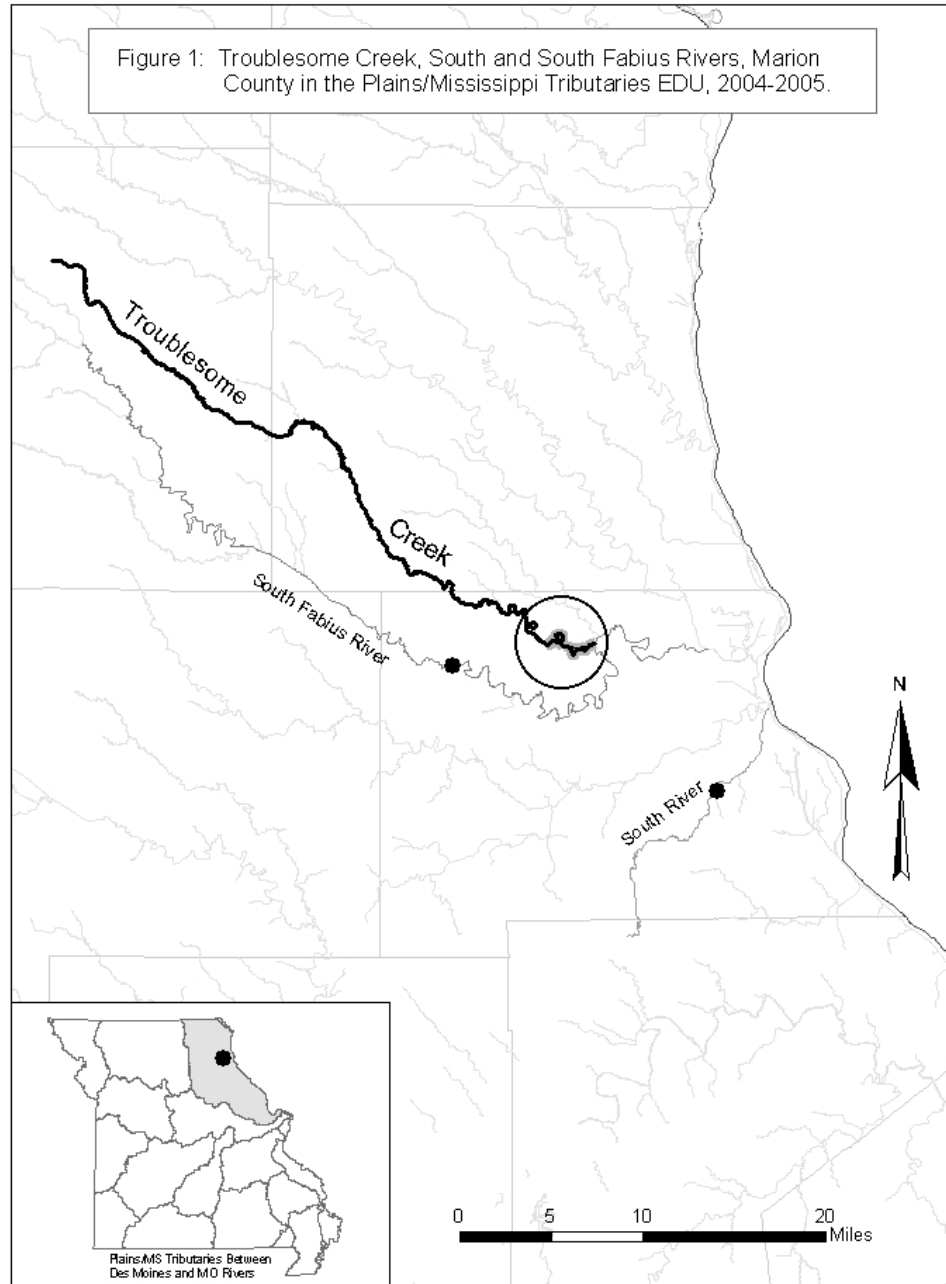 Figure 1: Troublesome Creek, South and South Fabius Rivers, Marion
County in the Plains/Mississippi Tributaries EDU, 2004-2005.
Troublesome
Creek
South Fabius River
N
South River
0 5 10 20
Miles
Plains/MS Tributaries Between
Des Moines and MO Rivers